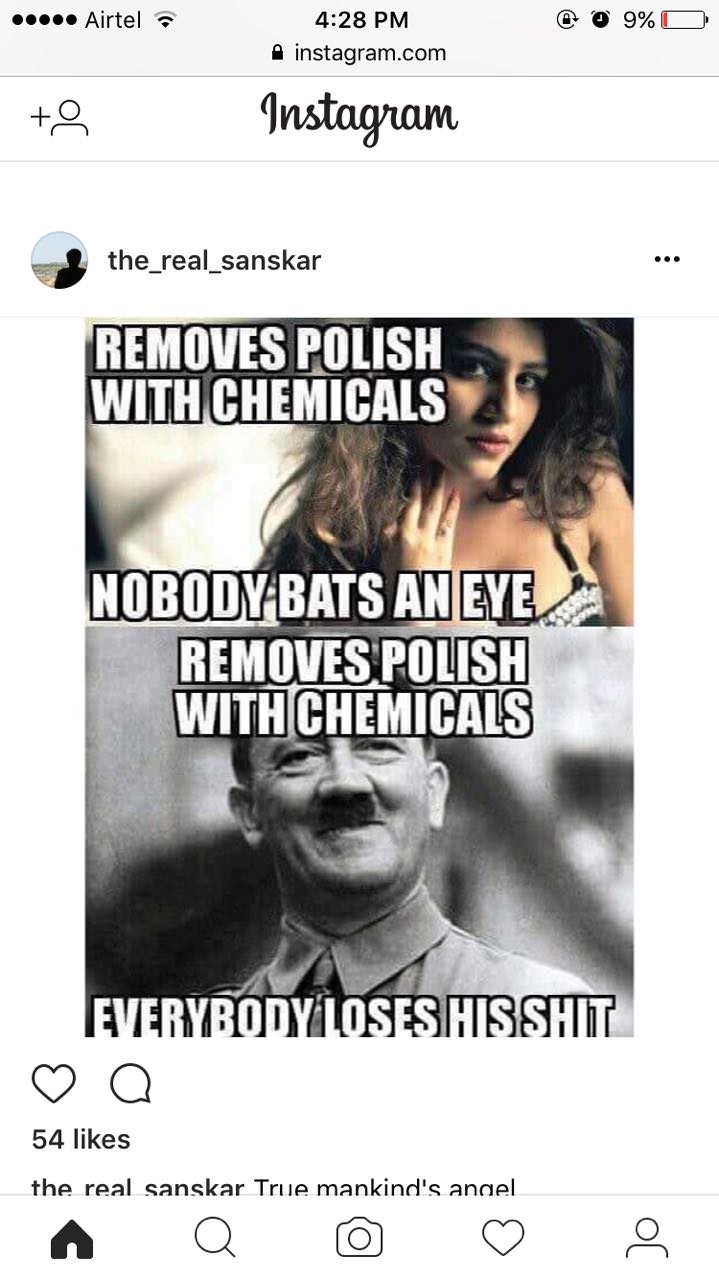 Airtel 4:28 PM 9%
instagram.com
Instagram
the_real_sanskar
REMOVES POLISH
WITH CHEMICALS
NOBODY BATS AN EYE
REMOVES POLISH
WITH CHEMICALS
EVERYBODY LOSES HIS SHIT
54 likes
the_real_sanskar True mankind's angel